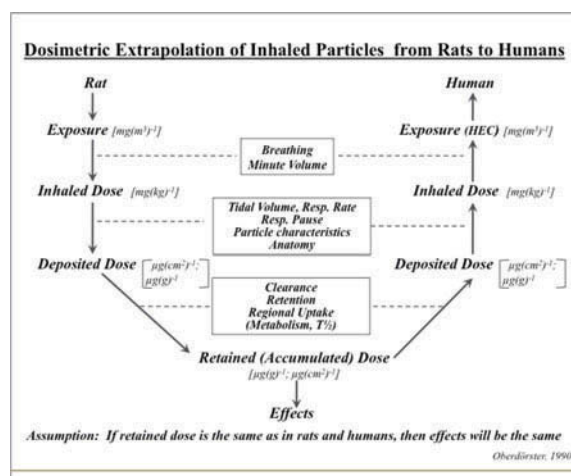 Dosimetric Extrapolation of Inhaled Particles from Rats to Humans
Rat
Human
Exposure [mg(m³)⁻¹]
Exposure (HEC) [mg(m³)⁻¹]
Breathing
Minute Volume
Inhaled Dose [mg(kg)⁻¹]
Inhaled Dose [mg(kg)⁻¹]
Tidal Volume, Resp. Rate
Resp. Pause
Particle characteristics
Anatomy
Deposited Dose [µg(cm²)⁻¹;
µg(g)⁻¹]
Deposited Dose [µg(cm²)⁻¹;
µg(g)⁻¹]
Clearance
Retention
Regional Uptake
(Metabolism, T½)
Retained (Accumulated) Dose
[µg(g)⁻¹; µg(cm²)⁻¹]
Effects
Assumption: If retained dose is the same as in rats and humans, then effects will be the same
Oberdörster, 1990